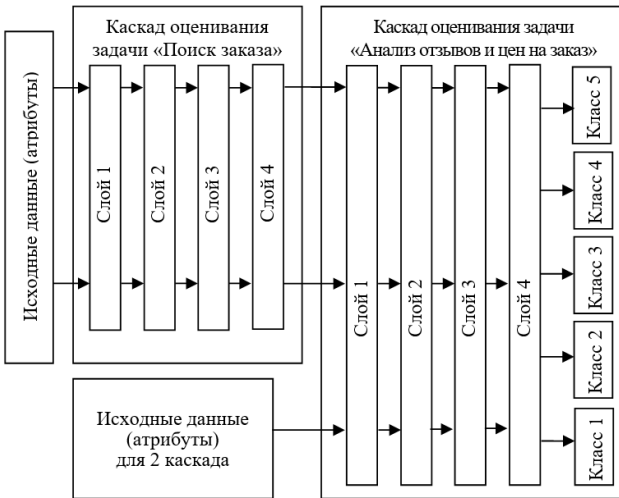 Исходные данные (атрибуты)
Каскад оценивания
задачи «Поиск заказа»
Слой 1
Слой 2
Слой 3
Слой 4
Каскад оценивания задачи
«Анализ отзывов и цен на заказ»
Слой 1
Слой 2
Слой 3
Слой 4
Класс 5
Класс 4
Класс 3
Класс 2
Класс 1
Исходные данные
(атрибуты)
для 2 каскада